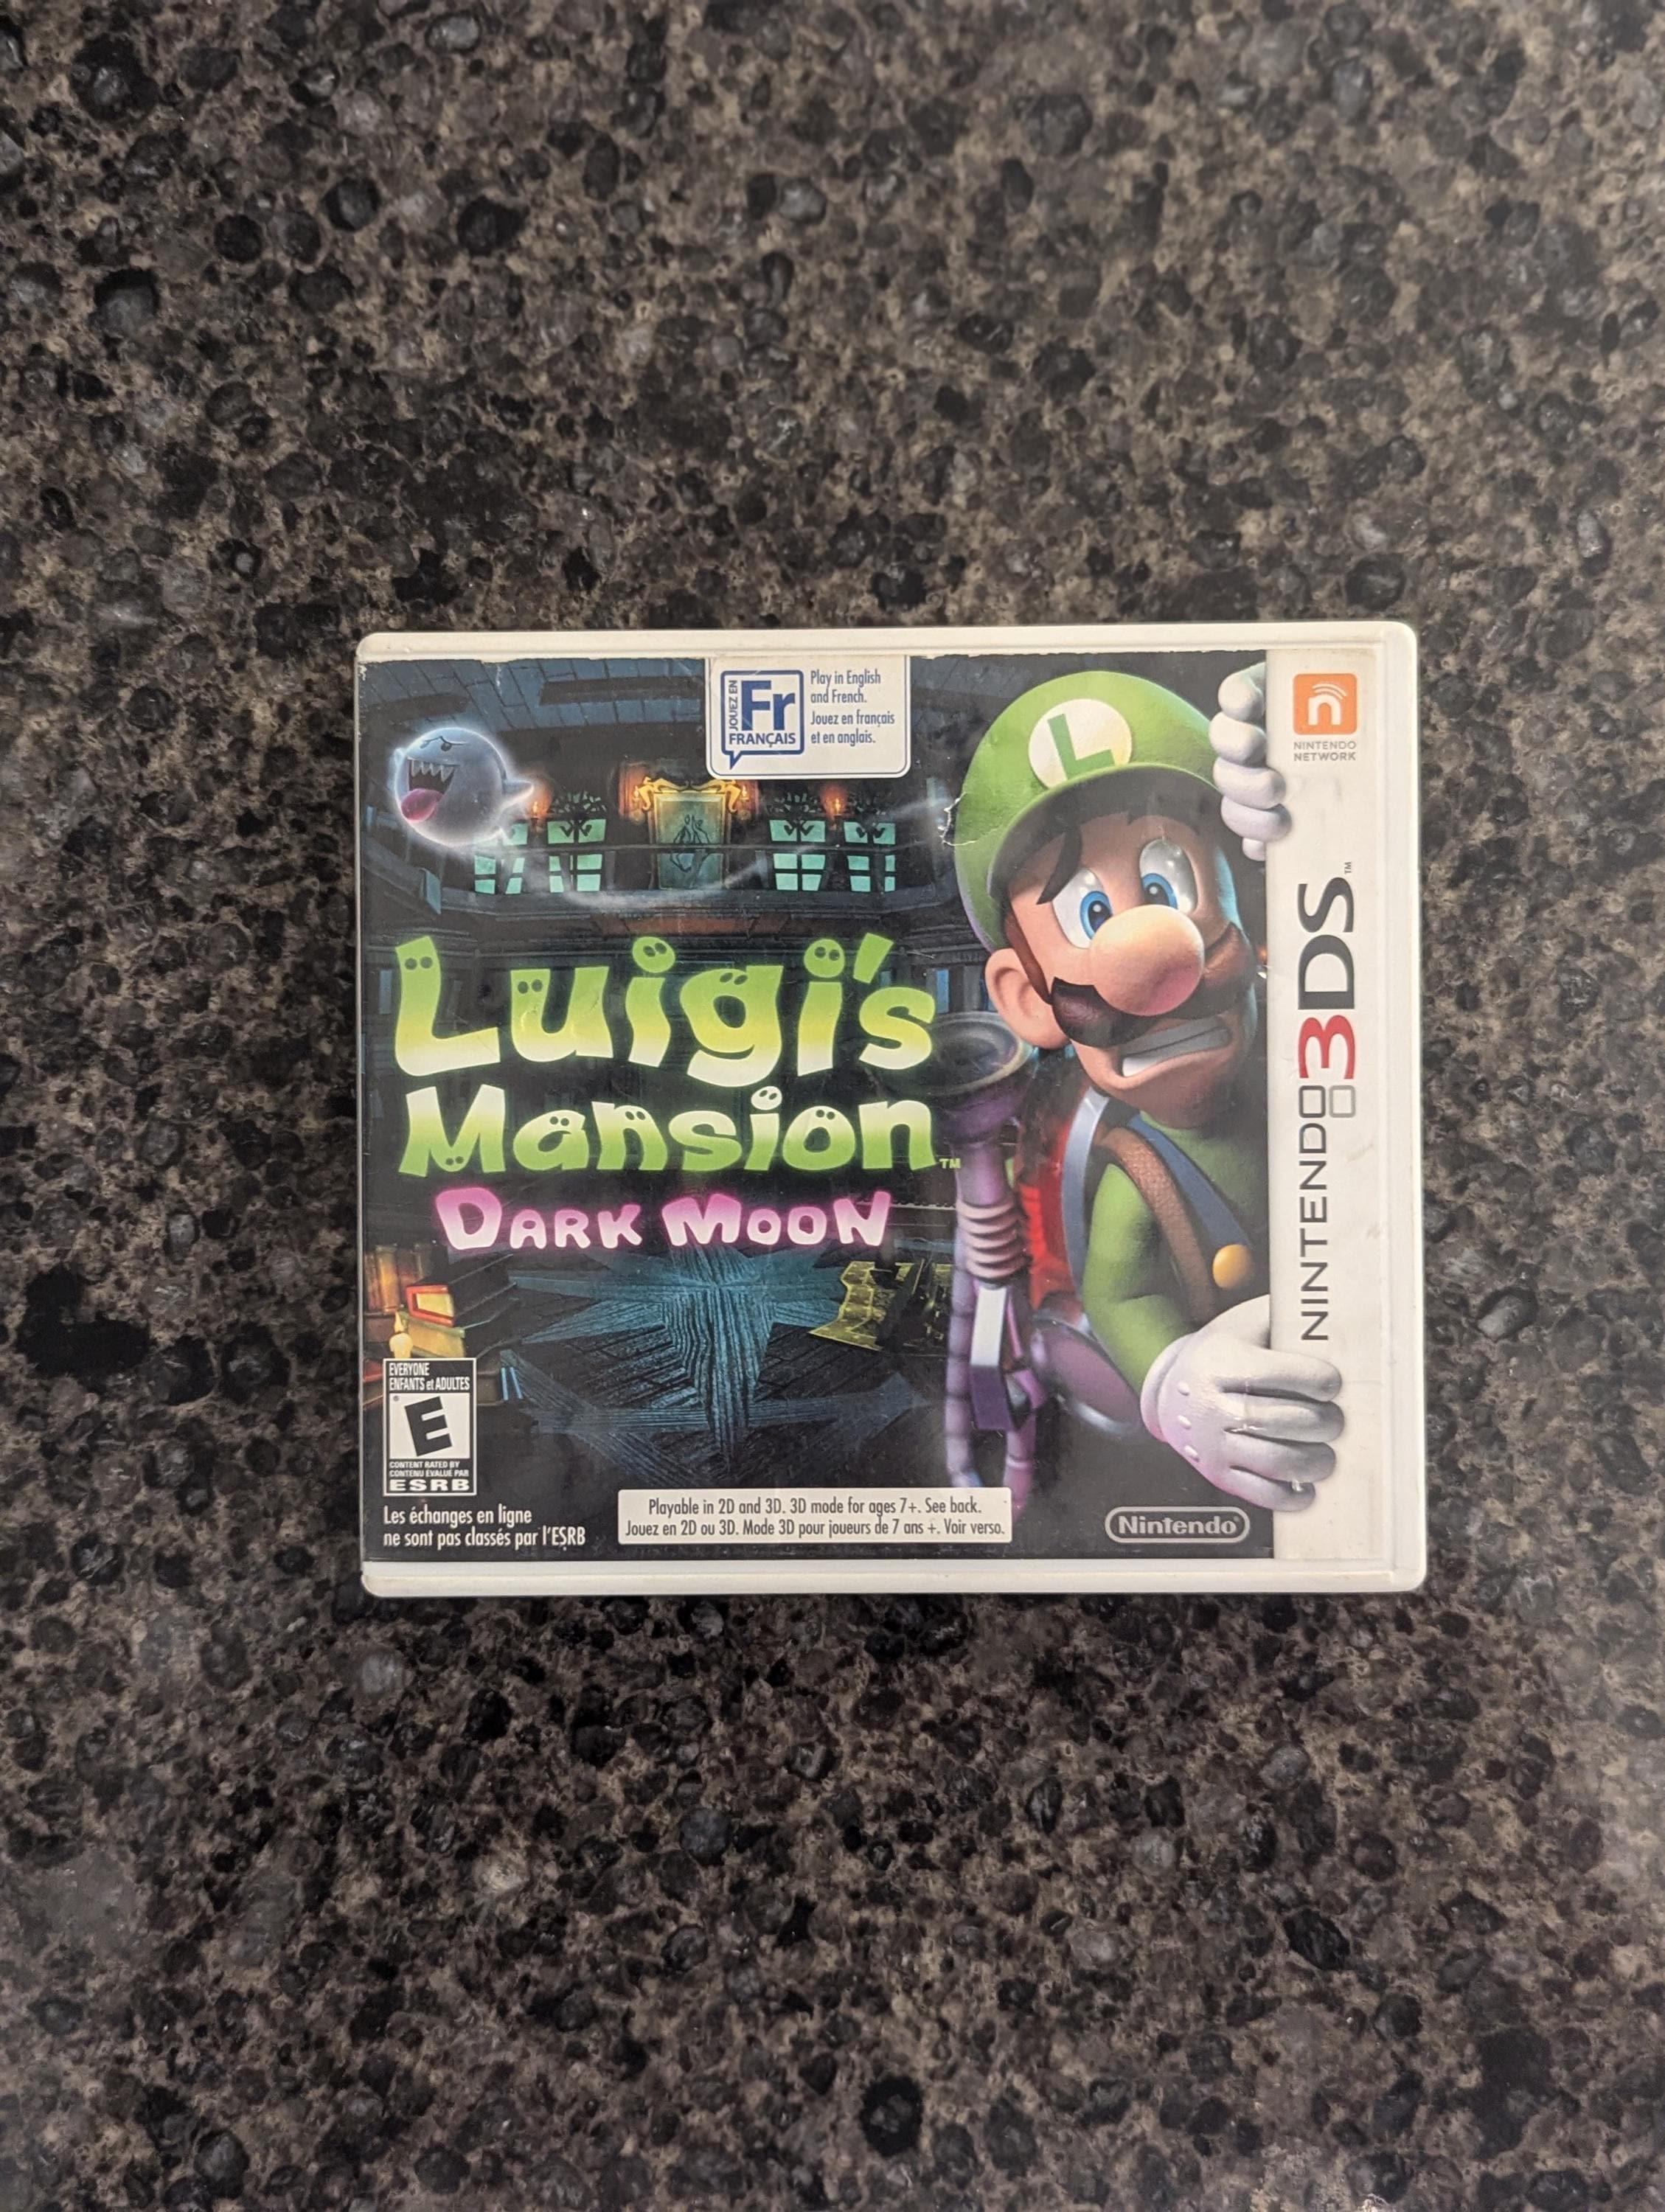 JOUEZ EN
Fr
FRANÇAIS
Play in English
and French.
Jouez en français
et en anglais.
L
n
NINTENDO
NETWORK
Luigi's
Mansion™
DARK MOON
NINTENDO3DS™
EVERYONE
ENFANTS et ADULTES
E
®
CONTENT RATED BY
CONTENU ÉVALUÉ PAR
ESRB
Les échanges en ligne
ne sont pas classés par l'ESRB
Playable in 2D and 3D. 3D mode for ages 7+. See back.
Jouez en 2D ou 3D. Mode 3D pour joueurs de 7 ans +. Voir verso.
Nintendo®